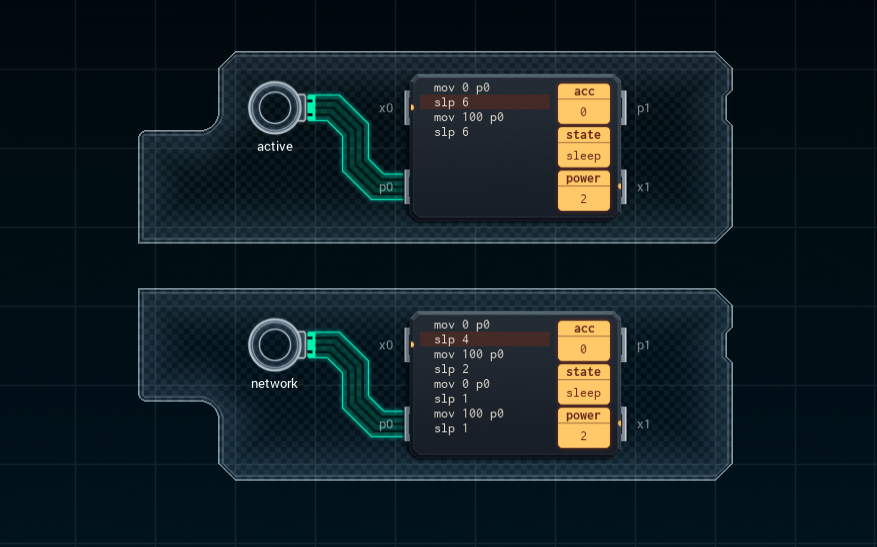 active
x0
p0
mov 0 p0
slp 6
mov 100 p0
slp 6
acc
0
state
sleep
power
2
p1
x1
network
x0
p0
mov 0 p0
slp 4
mov 100 p0
slp 2
mov 0 p0
slp 1
mov 100 p0
slp 1
acc
0
state
sleep
power
2
p1
x1